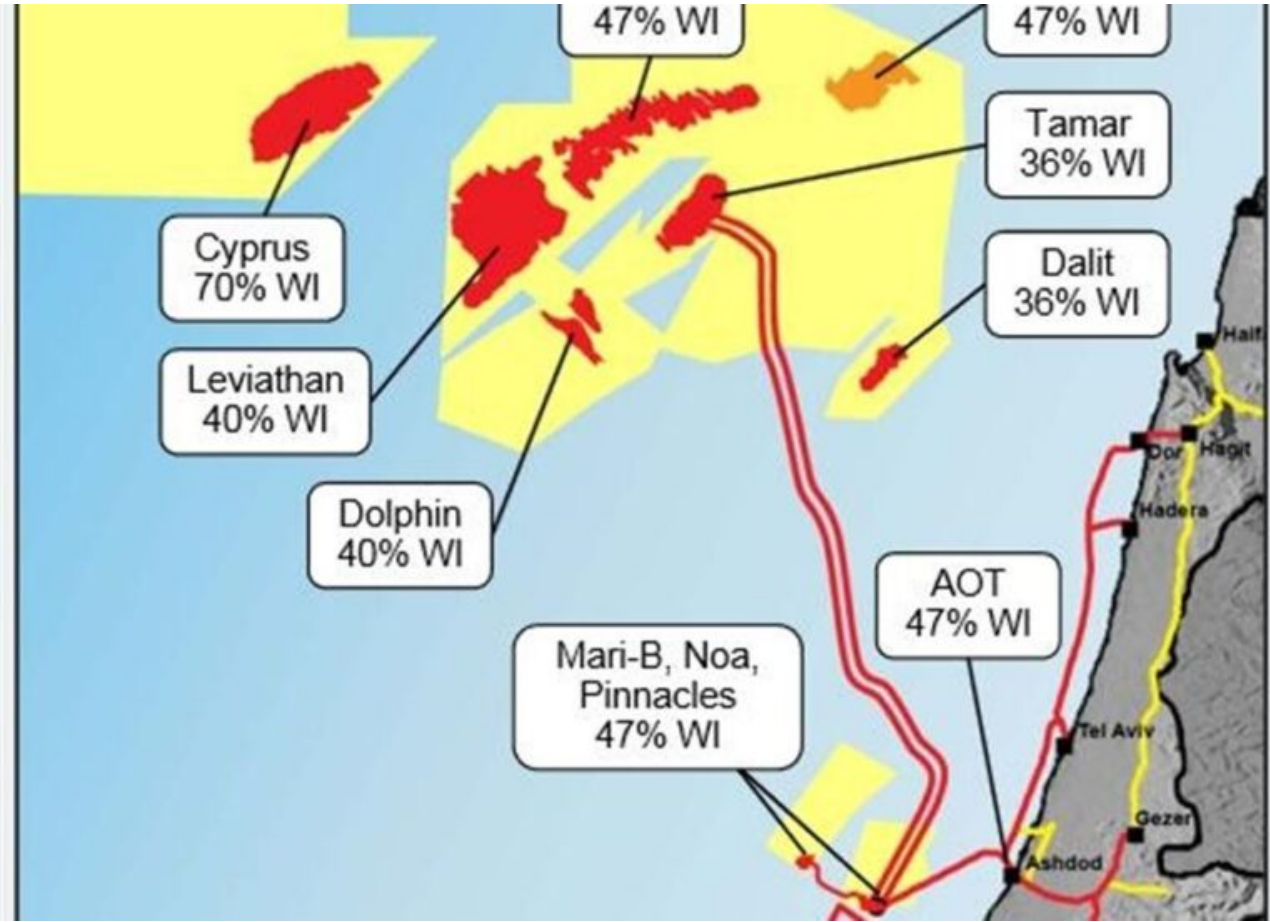 47% WI
47% WI
Tamar
36% WI
Cyprus
70% WI
Dalit
36% WI
Leviathan
40% WI
Dor
Hagit
Hadera
Dolphin
40% WI
AOT
47% WI
Mari-B, Noa,
Pinnacles
47% WI
Tel Aviv
Gezer
Ashdod